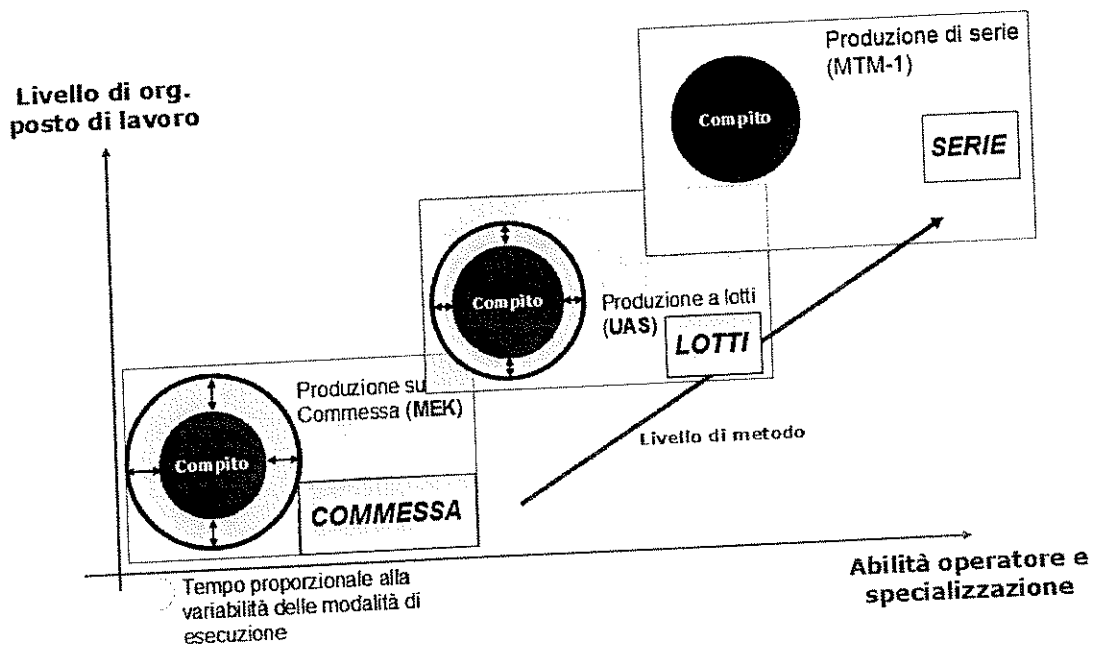 Livello di org.
posto di lavoro
Produzione di serie
(MTM-1)
Compito
SERIE
Compito
Produzione a lotti
(UAS)
LOTTI
Produzione su
Commessa (MEK)
Compito
COMMESSA
Livello di metodo
Abilità operatore e
specializzazione
Tempo proporzionale alla
variabilità delle modalità di
esecuzione